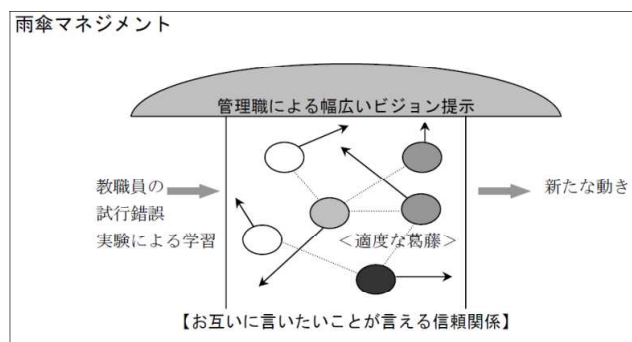 雨傘マネジメント
管理職による幅広いビジョン提示
教職員の
試行錯誤
実験による学習
＜適度な葛藤＞
新たな動き
【お互いに言いたいことが言える信頼関係】